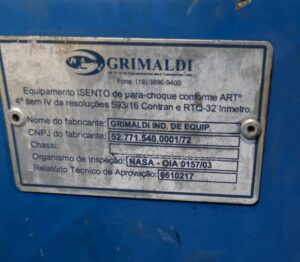 GRIMALDI
Fone: (19) 3896-9400
Equipamento ISENTO de para-choque conforme ARTº
4º item IV da resoluções 593/16 Contran e RTQ-32 Inmetro.
Nome do fabricante: GRIMALDI IND. DE EQUIP.
CNPJ do fabricante: 52.771.540.0001/72
Chassi:
Organismo de Inspeção: NASA - OIA 0157/03
Relatório Técnico de Aprovação: 6610217